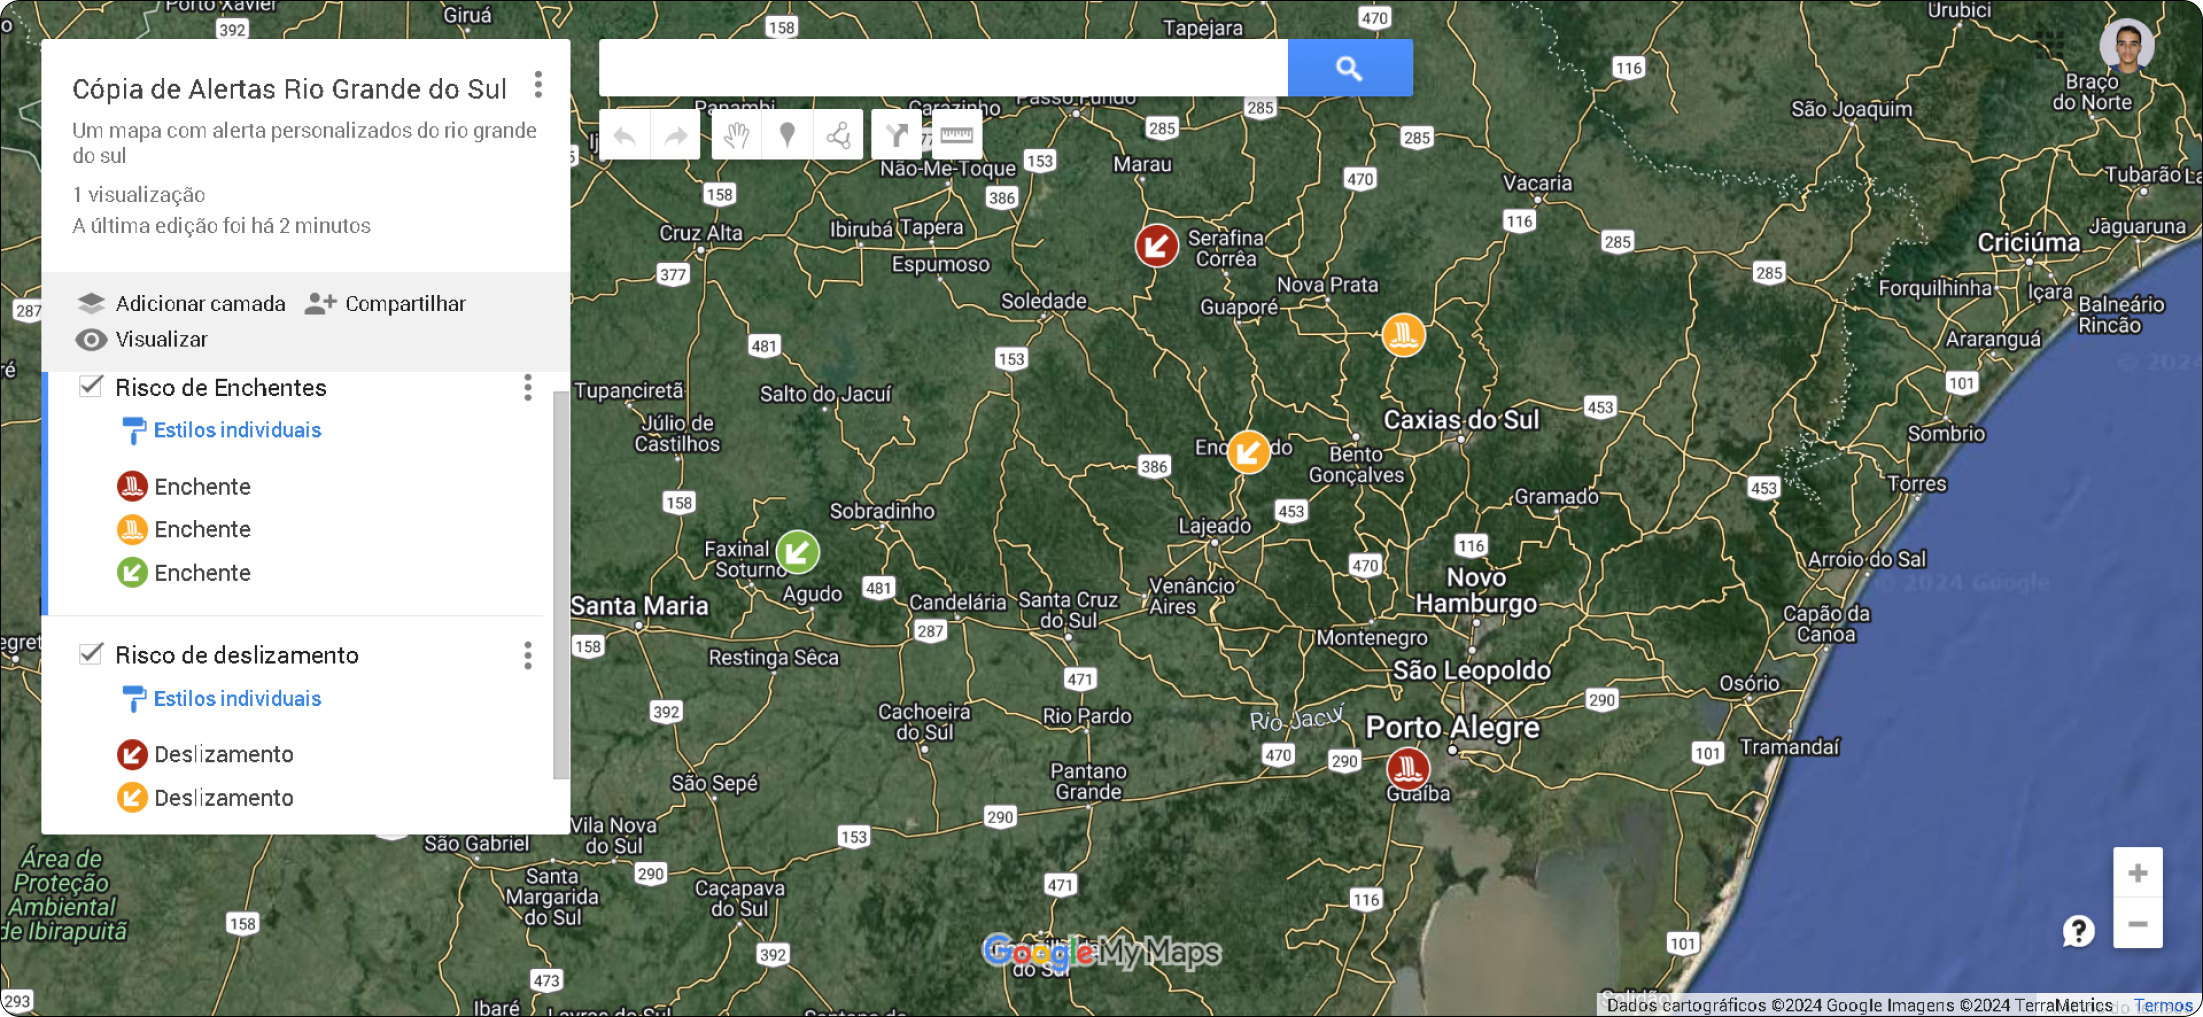 Cópia de Alertas Rio Grande do Sul
Um mapa com alerta personalizados do rio grande
do sul
1 visualização
A última edição foi há 2 minutos
Adicionar camada
Compartilhar
Visualizar
Risco de Enchentes
Estilos individuais
Enchente
Enchente
Enchente
Risco de deslizamento
Estilos individuais
Deslizamento
Deslizamento
Porto Xavier
392
Giruá
158
Tapejara
470
Urubici
116
Braço
do Norte
São Joaquim
Panambi
Carazinho
Passo Fundo
285
285
285
Não-Me-Toque
153
Marau
158
386
470
Vacaria
116
Tubarão
Jaguaruna
Cruz Alta
Ibirubá
Tapera
Serafina
Corrêa
285
Criciúma
377
Espumoso
285
Soledade
Nova Prata
Guaporé
Forquilhinha
Içara
Balneário
Rincão
287
481
153
Araranguá
Tupanciretã
Salto do Jacuí
101
Júlio de
Castilhos
Caxias do Sul
453
Sombrio
386
Bento
Gonçalves
158
Sobradinho
453
Gramado
453
Torres
Lajeado
Faxinal
Soturno
116
Arroio do Sal
© 2024 Google
470
Agudo
481
Venâncio
Aires
Novo
Hamburgo
Santa Maria
Candelária
Santa Cruz
do Sul
Capão da
Canoa
287
158
Montenegro
Restinga Sêca
São Leopoldo
471
Osório
392
Cachoeira
do Sul
Rio Pardo
Rio Jacuí
Porto Alegre
290
Tramandaí
101
470
290
São Sepé
Pantano
Grande
Guaíba
290
Vila Nova
do Sul
153
São Gabriel
Área de
Proteção
Ambiental
de Ibirapuitã
Santa
Margarida
do Sul
290
Caçapava
do Sul
471
116
158
392
101
do Sul
Google My Maps
473
293
Ibaré
Lavras do Sul
Dados cartográficos ©2024 Google Imagens ©2024 TerraMetrics
Termos